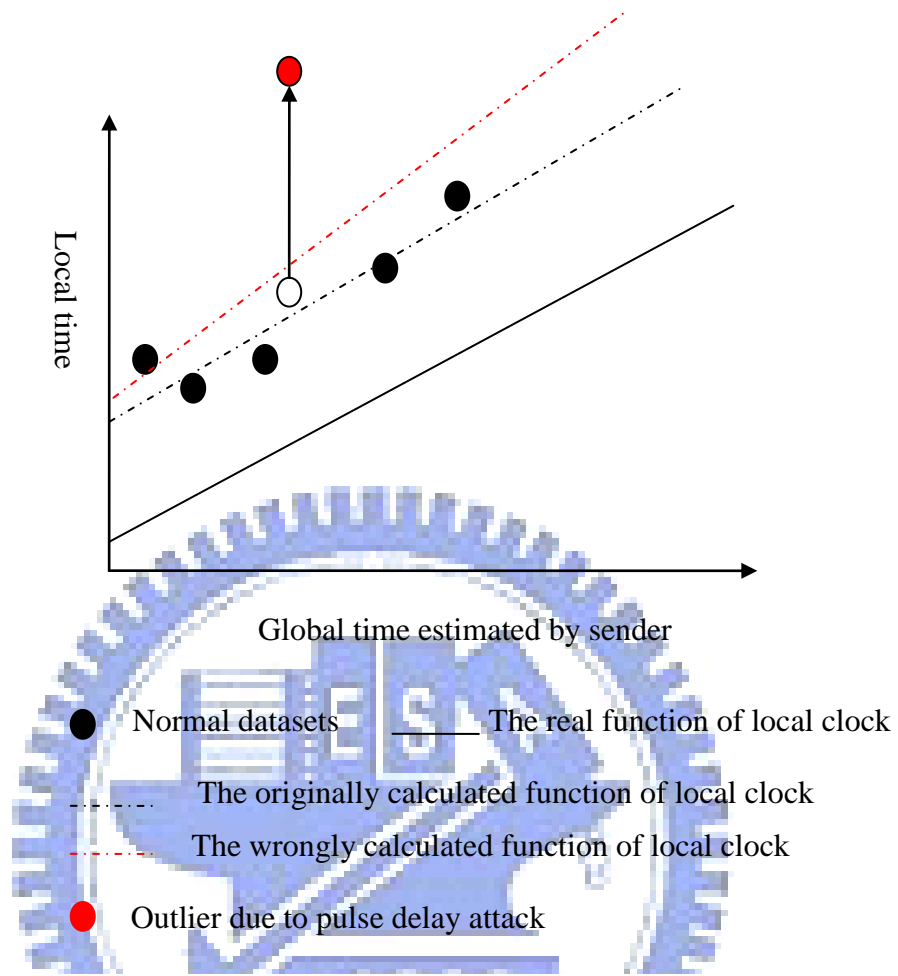 Local time
Global time estimated by sender
Normal datasets
The real function of local clock
The originally calculated function of local clock
The wrongly calculated function of local clock
Outlier due to pulse delay attack
E S